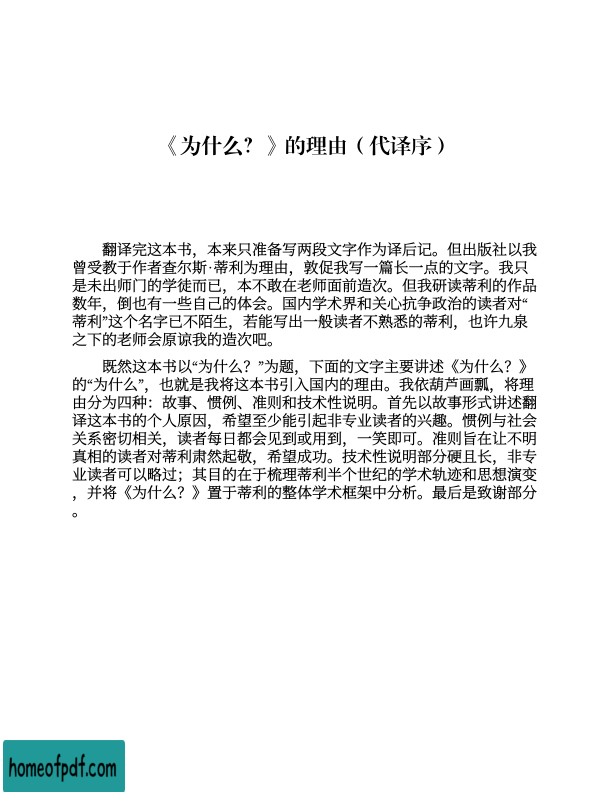 《为什么？》的理由（代译序）
翻译完这本书，本来只准备写两段文字作为译后记。但出版社以我
曾受教于作者查尔斯·蒂利为理由，敦促我写一篇长一点的文字。我只
是未出师门的学徒而已，本不敢在老师面前造次。但我研读蒂利的作品
数年，倒也有一些自己的体会。国内学术界和关心抗争政治的读者对“
蒂利”这个名字已不陌生，若能写出一般读者不熟悉的蒂利，也许九泉
之下的老师会原谅我的造次吧。
既然这本书以“为什么？”为题，下面的文字主要讲述《为什么？》
的“为什么”，也就是我将这本书引入国内的理由。我依葫芦画瓢，将理
由分为四种：故事、惯例、准则和技术性说明。首先以故事形式讲述翻
译这本书的个人原因，希望至少能引起非专业读者的兴趣。惯例与社会
关系密切相关，读者每日都会见到或用到，一笑即可。准则旨在让不明
真相的读者对蒂利肃然起敬，希望成功。技术性说明部分硬且长，非专
业读者可以略过；其目的在于梳理蒂利半个世纪的学术轨迹和思想演变
，并将《为什么？》置于蒂利的整体学术框架中分析。最后是致谢部分
。
homeofpdf.com